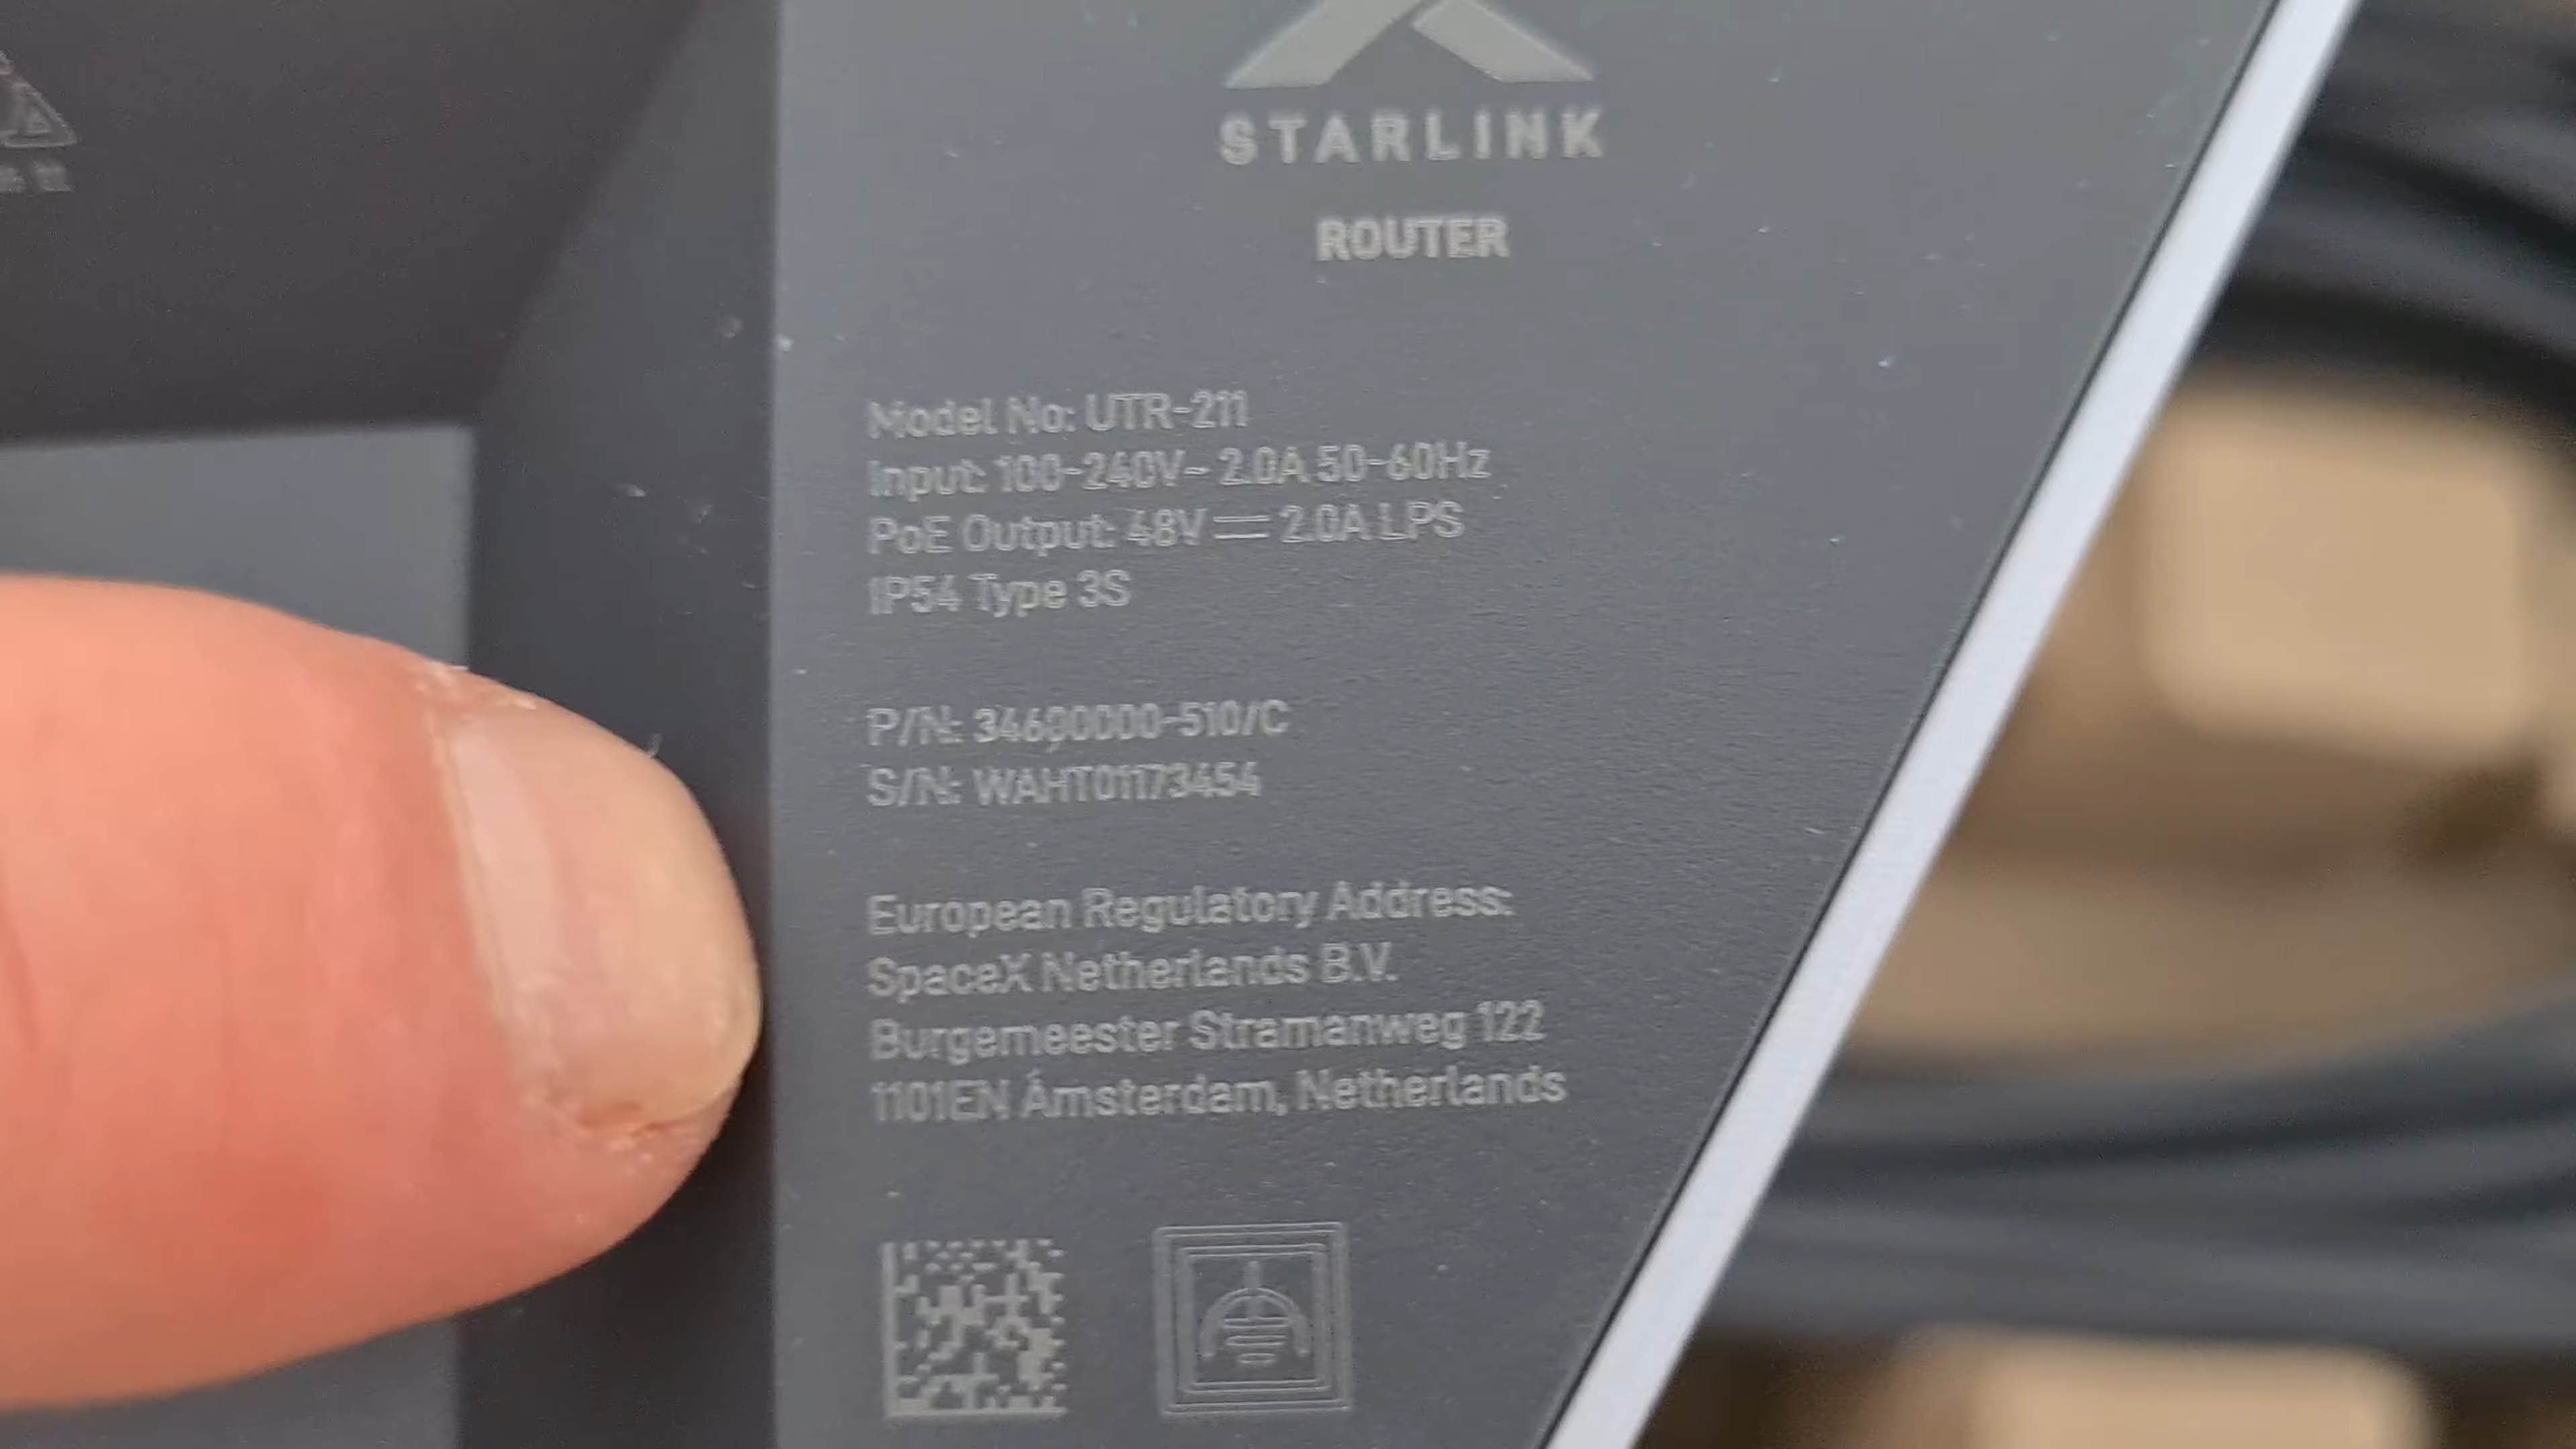 STARLINK
ROUTER
Model No: UTR-211
Input: 100-240V~ 2.0A 50-60Hz
PoE Output: 48V ⎓ 2.0A LPS
IP54 Type 3S
P/N: 34600000-510/C
S/N: WAHT01173454
European Regulatory Address:
SpaceX Netherlands B.V.
Burgemeester Stramanweg 122
1101EN Amsterdam, Netherlands